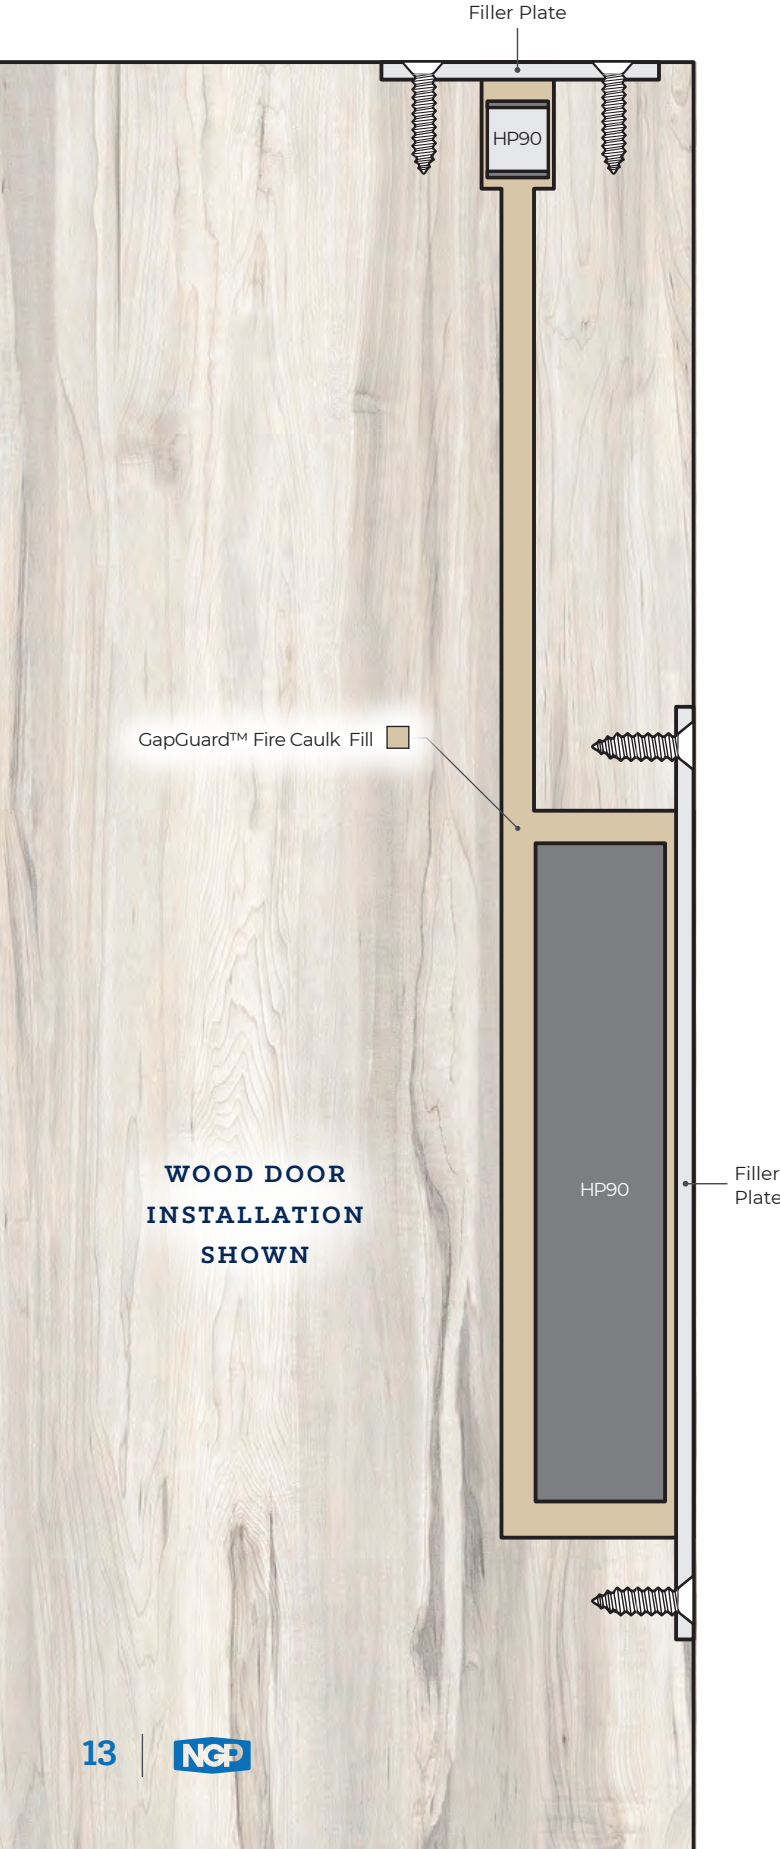 Filler Plate
HP90
GapGuard™ Fire Caulk Fill
WOOD DOOR
INSTALLATION
SHOWN
HP90
Filler
Plate
13
NGP